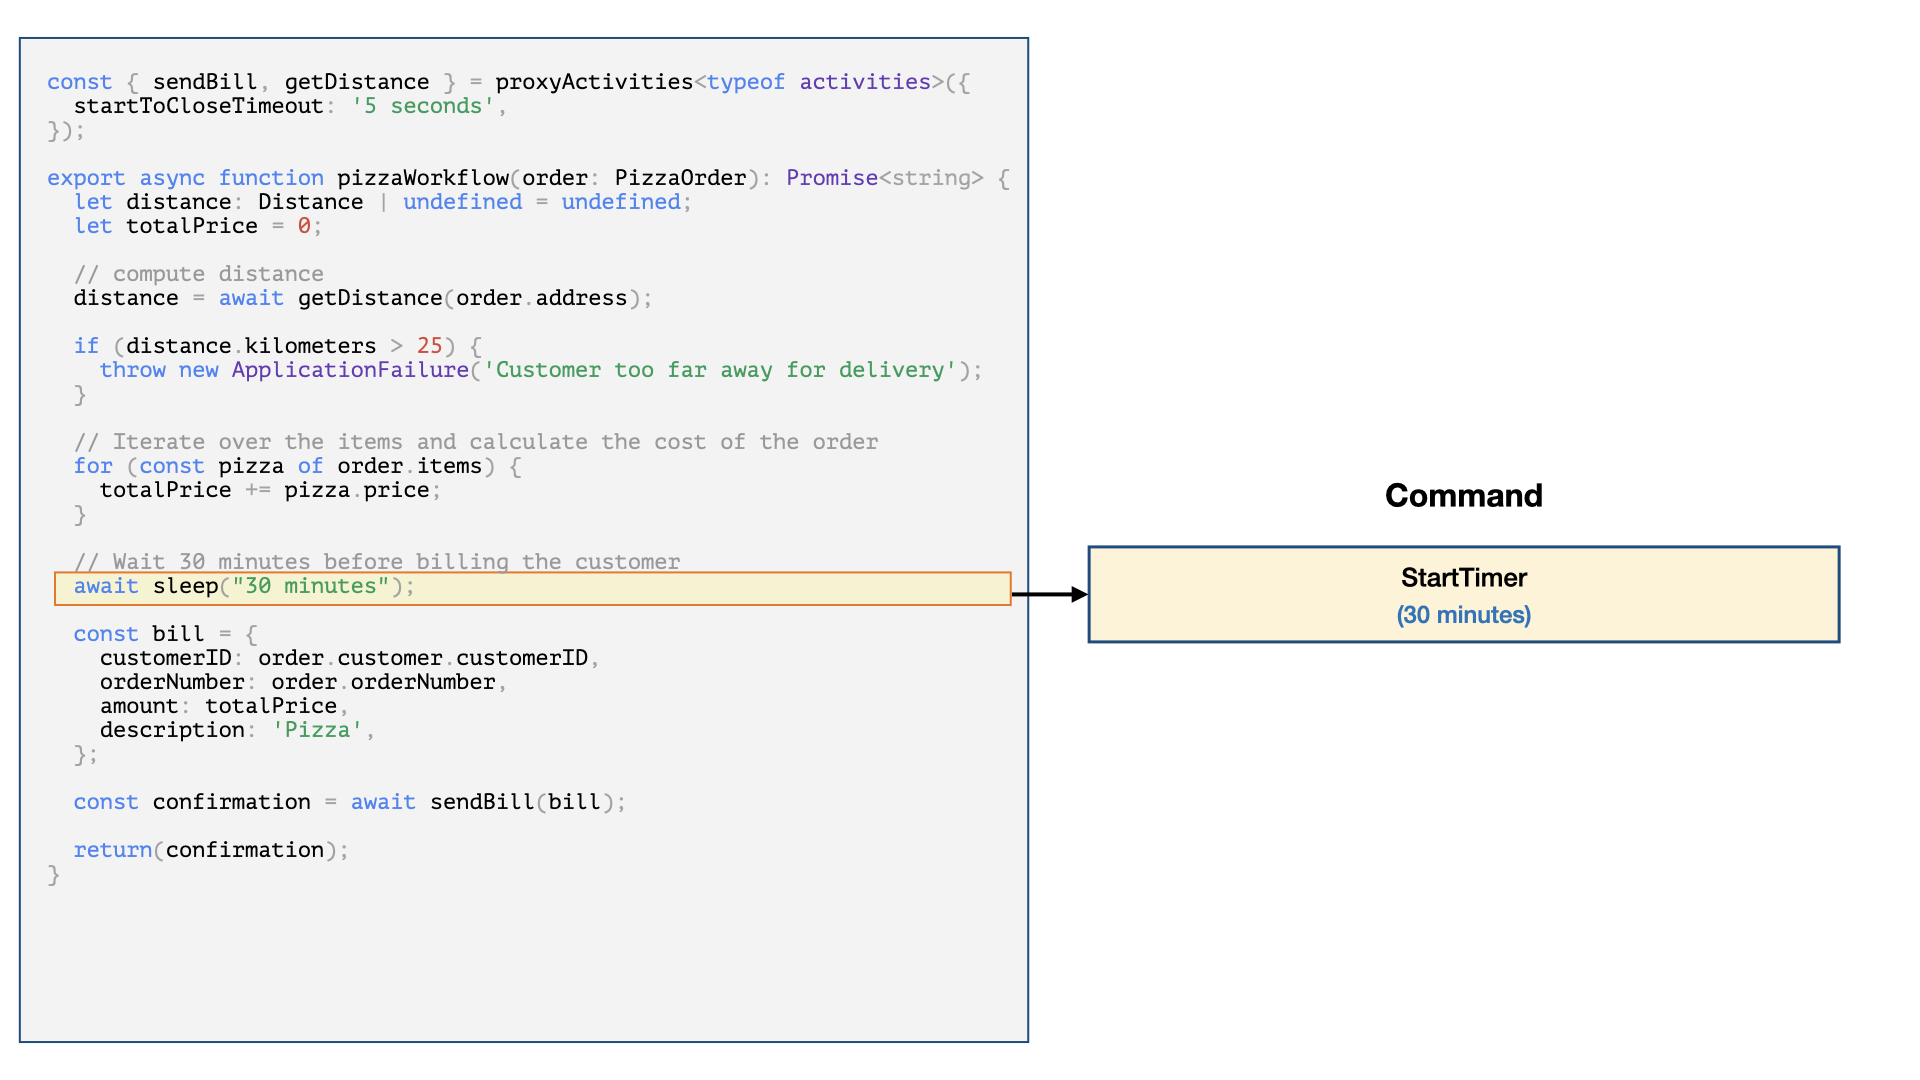 const { sendBill, getDistance } = proxyActivities<typeof activities>({
  startToCloseTimeout: '5 seconds',
});

export async function pizzaWorkflow(order: PizzaOrder): Promise<string> {
  let distance: Distance | undefined = undefined;
  let totalPrice = 0;

  // compute distance
  distance = await getDistance(order.address);

  if (distance.kilometers > 25) {
    throw new ApplicationFailure('Customer too far away for delivery');
  }

  // Iterate over the items and calculate the cost of the order
  for (const pizza of order.items) {
    totalPrice += pizza.price;
  }

  // Wait 30 minutes before billing the customer
  await sleep("30 minutes");

  const bill = {
    customerID: order.customer.customerID,
    orderNumber: order.orderNumber,
    amount: totalPrice,
    description: 'Pizza',
  };

  const confirmation = await sendBill(bill);

  return(confirmation);
}
Command
StartTimer
(30 minutes)